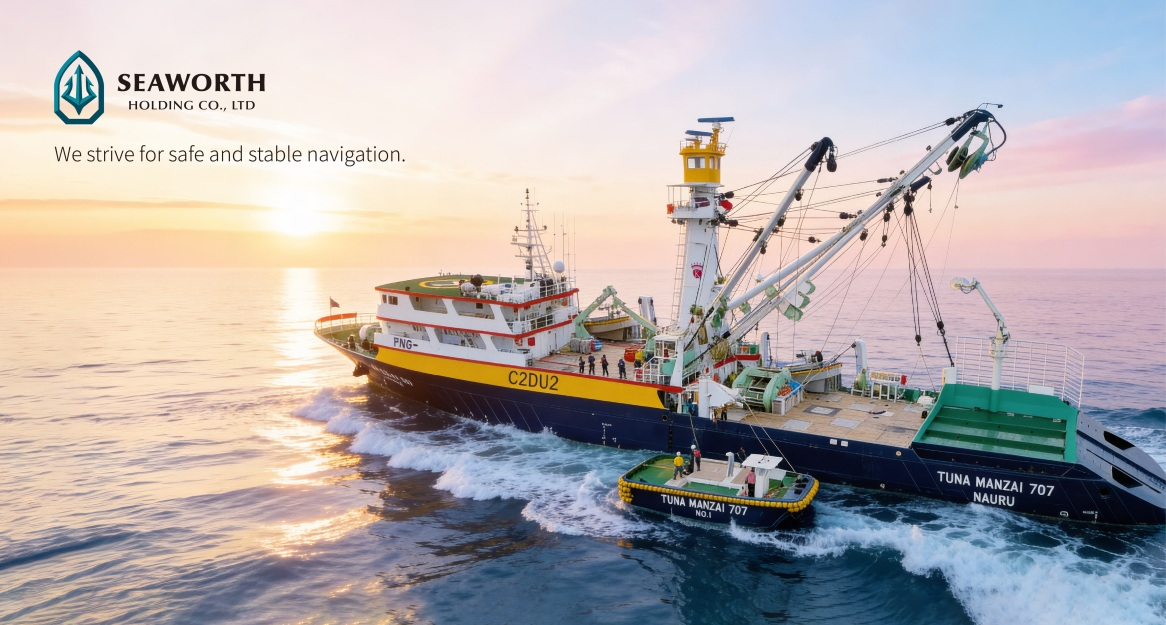 SEAWORTH
HOLDING CO., LTD
We strive for safe and stable navigation.
PNG-
C2DU2
TUNA MANZAI 707
NAURU
TUNA MANZAI 707
NO.1